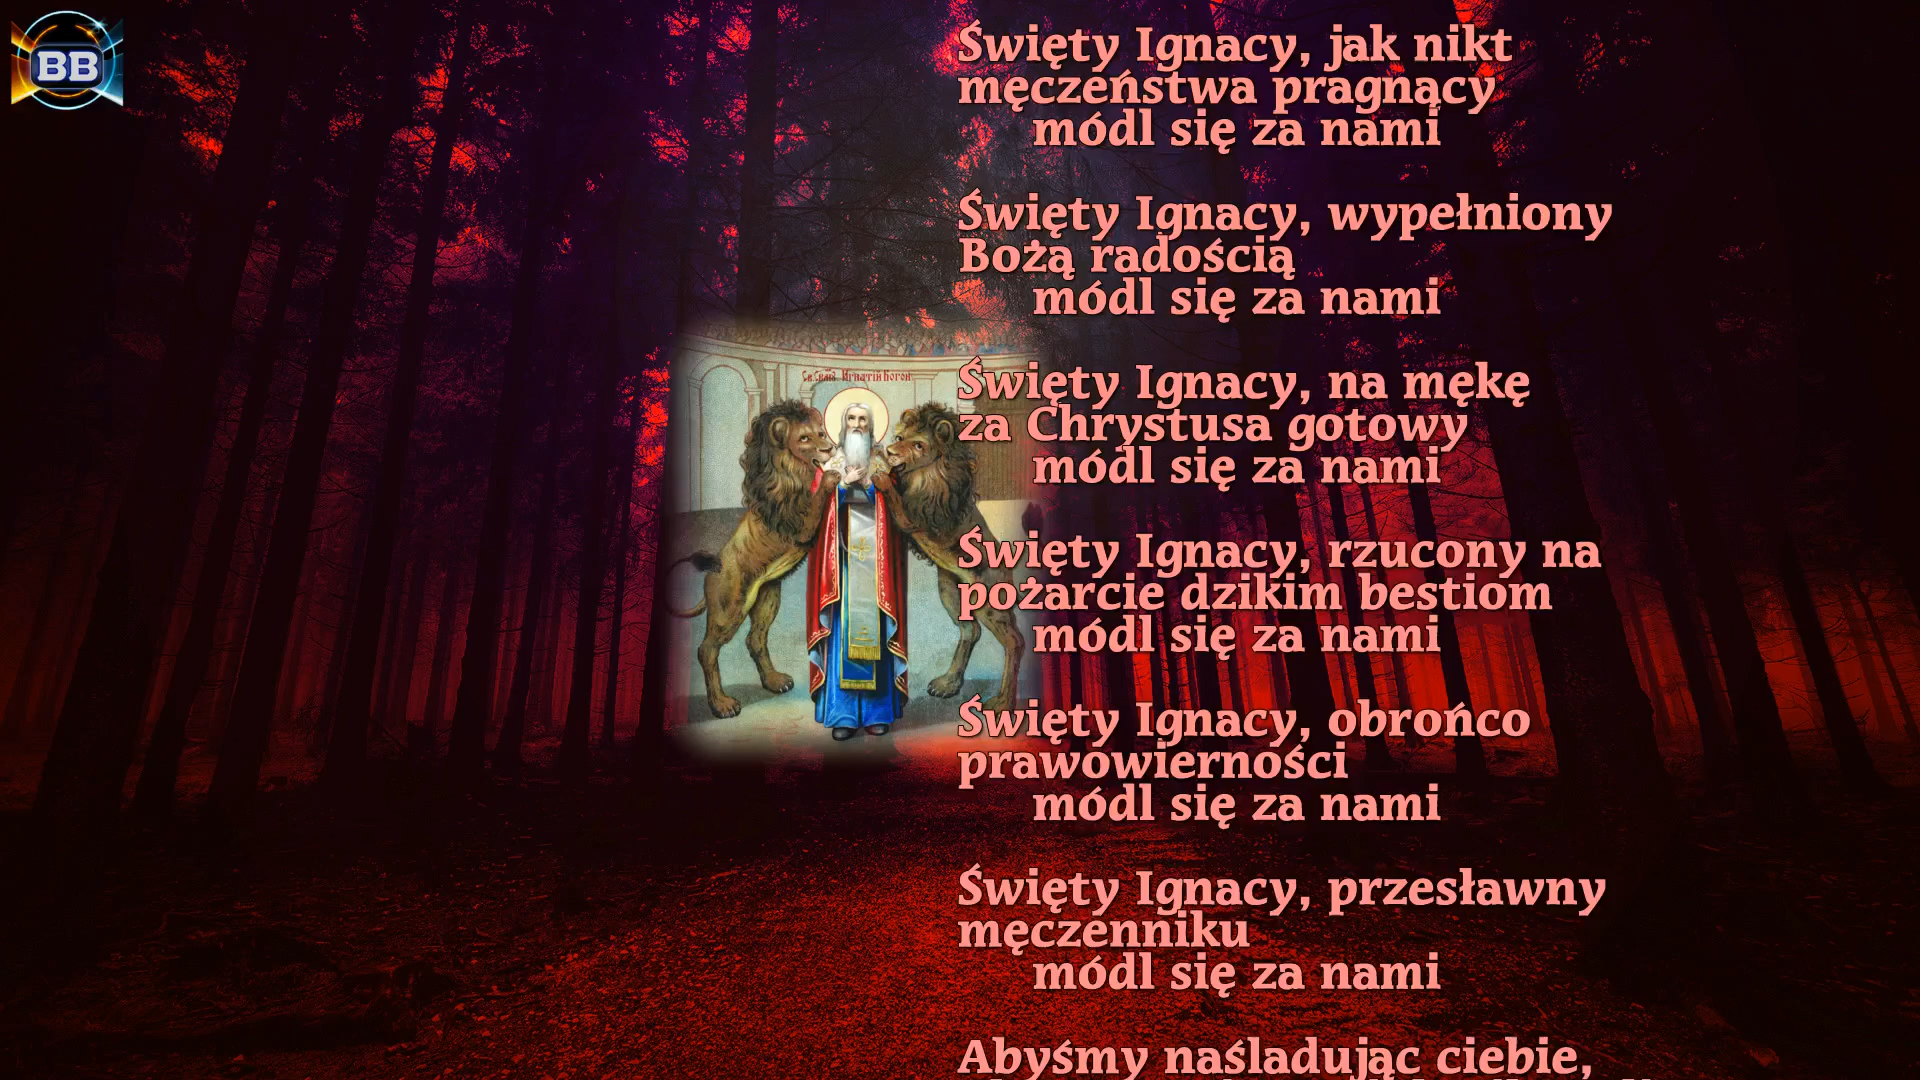 BB
Święty Ignacy, jak nikt
męczeństwa pragnący
módl się za nami
Święty Ignacy, wypełniony
Bożą radością
módl się za nami
Święty Ignacy, na mękę
za Chrystusa gotowy
módl się za nami
Święty Ignacy, rzucony na
pożarcie dzikim bestiom
módl się za nami
Święty Ignacy, obrońco
prawowierności
módl się za nami
Święty Ignacy, przesławny
męczenniku
módl się za nami
Abyśmy naśladując ciebie,